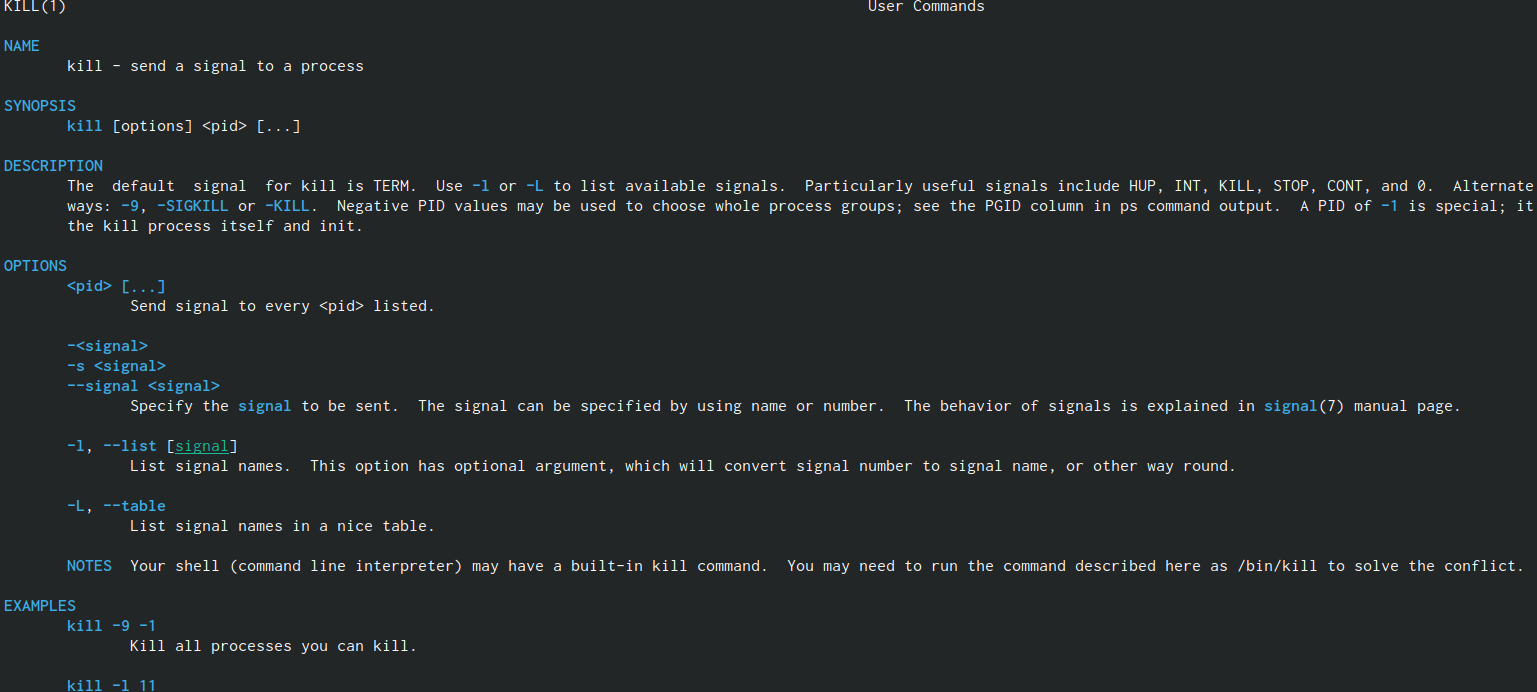 KILL(1) User Commands
NAME
kill - send a signal to a process
SYNOPSIS
kill [options] <pid> [...]
DESCRIPTION
The default signal for kill is TERM. Use -l or -L to list available signals. Particularly useful signals include HUP, INT, KILL, STOP, CONT, and 0. Alternate
ways: -9, -SIGKILL or -KILL. Negative PID values may be used to choose whole process groups; see the PGID column in ps command output. A PID of -1 is special; it
the kill process itself and init.
OPTIONS
<pid> [...]
Send signal to every <pid> listed.
-<signal>
-s <signal>
--signal <signal>
Specify the signal to be sent. The signal can be specified by using name or number. The behavior of signals is explained in signal(7) manual page.
-l, --list [signal]
List signal names. This option has optional argument, which will convert signal number to signal name, or other way round.
-L, --table
List signal names in a nice table.
NOTES Your shell (command line interpreter) may have a built-in kill command. You may need to run the command described here as /bin/kill to solve the conflict.
EXAMPLES
kill -9 -1
Kill all processes you can kill.
kill -l 11